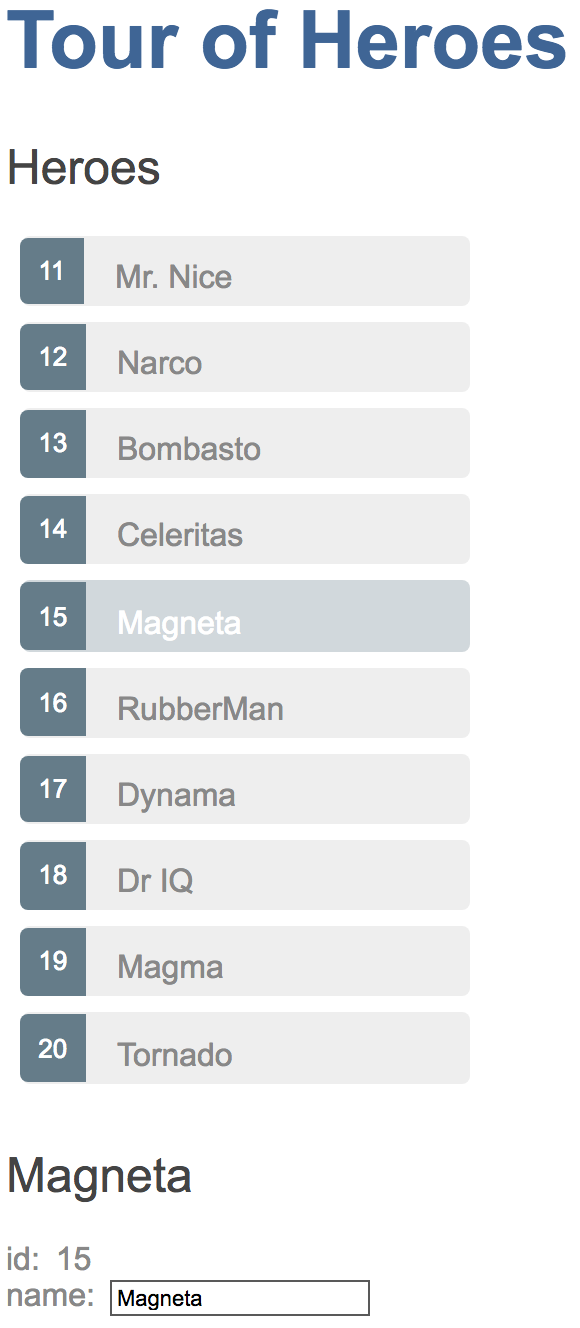 Tour of Heroes
Heroes
11 Mr. Nice
12 Narco
13 Bombasto
14 Celeritas
15 Magneta
16 RubberMan
17 Dynama
18 Dr IQ
19 Magma
20 Tornado
Magneta
id: 15
name: Magneta